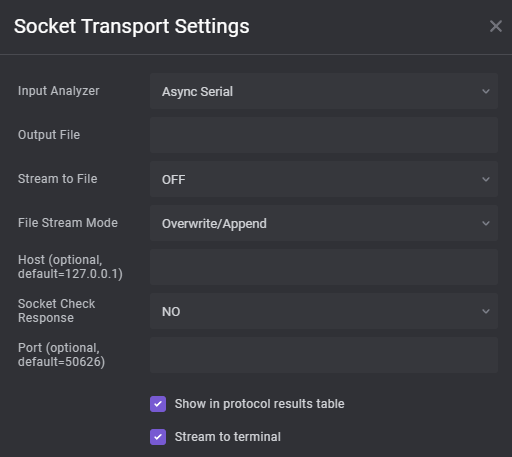 Socket Transport Settings
Input Analyzer
Async Serial
Output File
Stream to File
OFF
File Stream Mode
Overwrite/Append
Host (optional,
default=127.0.0.1)
Socket Check
Response
NO
Port (optional,
default=50626)
Show in protocol results table
Stream to terminal